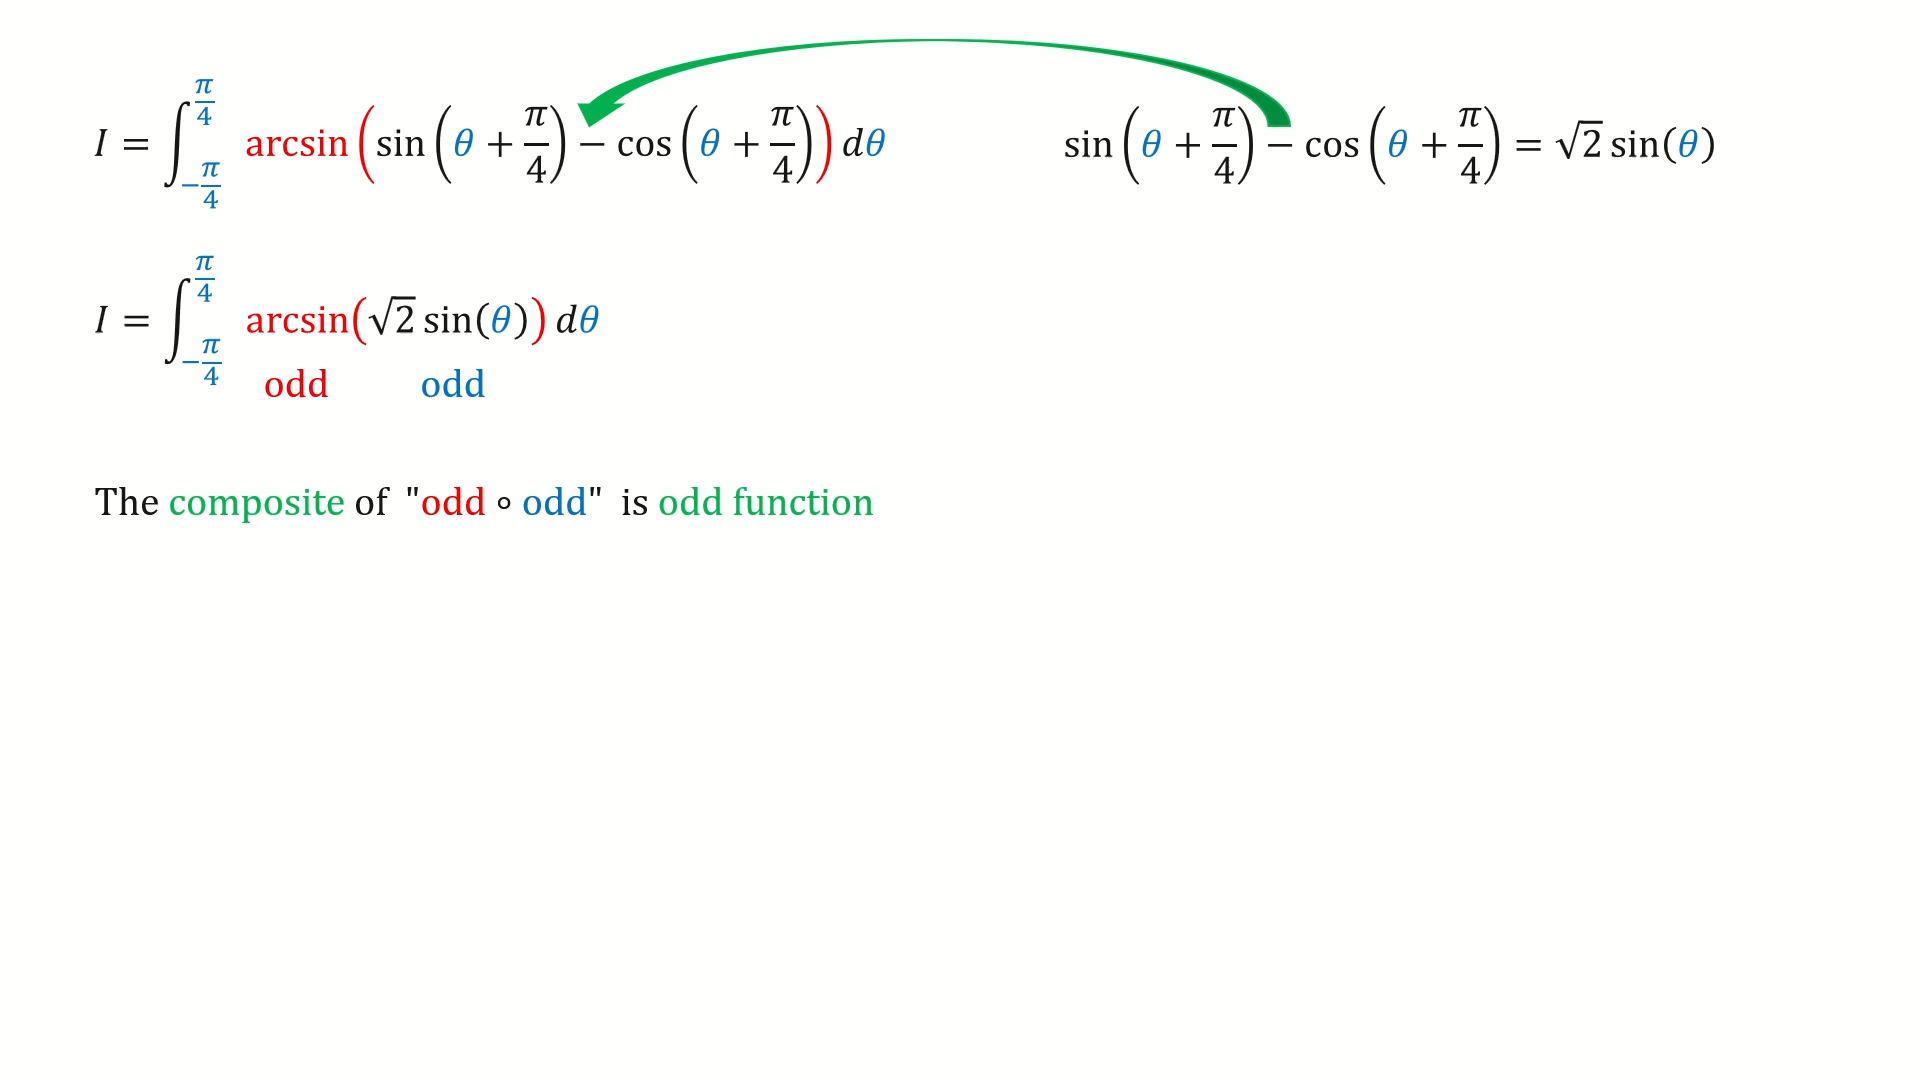 I = ∫_{-π/4}^{π/4} arcsin(sin(θ + π/4) − cos(θ + π/4)) dθ
sin(θ + π/4) − cos(θ + π/4) = √2 sin(θ)
I = ∫_{-π/4}^{π/4} arcsin(√2 sin(θ)) dθ
odd odd
The composite of "odd ∘ odd" is odd function